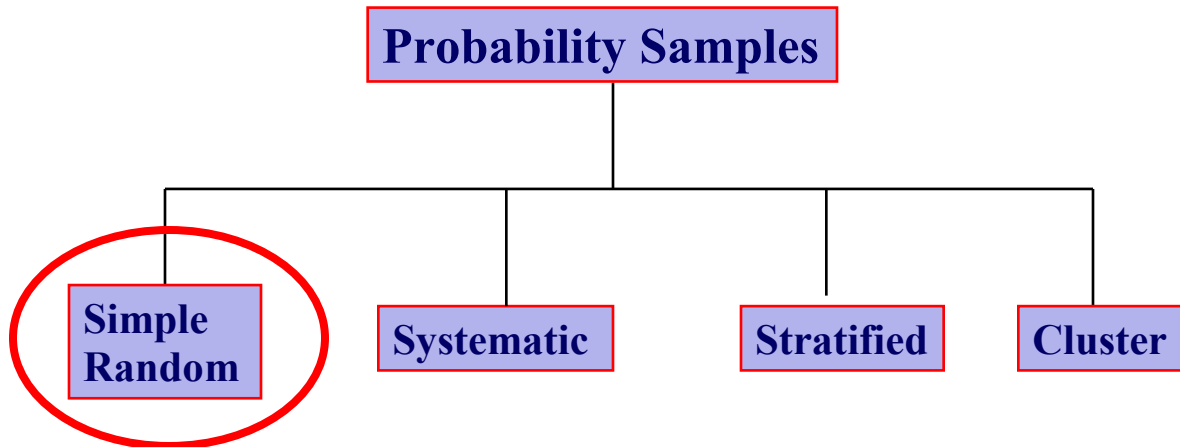 Probability Samples
Simple
Random
Systematic
Stratified
Cluster